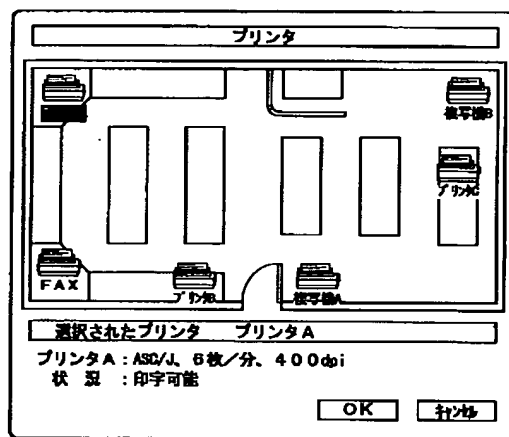 プリンタ
複写機B
プリンタC
FAX
プリンタB
複写機A
選択されたプリンタ プリンタA
プリンタA:ASC/J、6枚/分、400dpi
状況:印字可能
OK
キャンセル